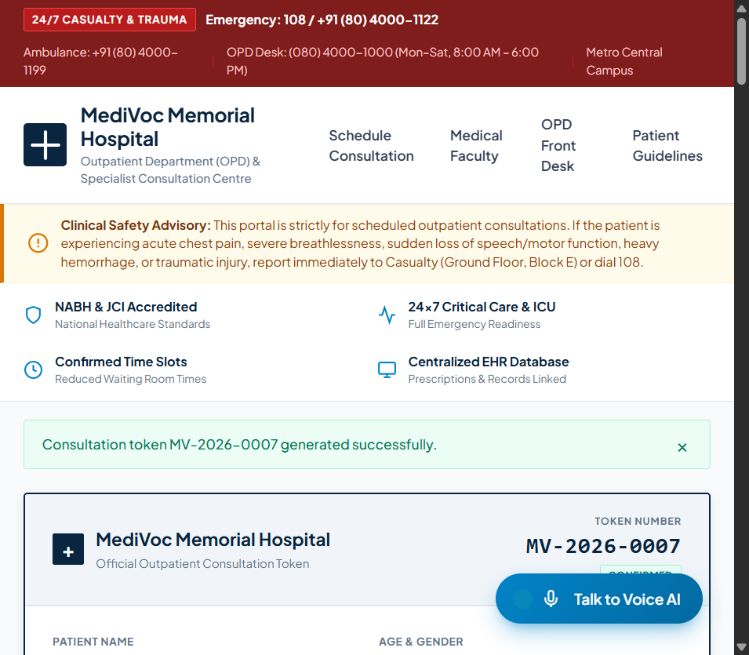 24/7 CASUALTY & TRAUMA Emergency: 108 / +91 (80) 4000-1122
Ambulance: +91 (80) 4000-
1199
OPD Desk: (080) 4000-1000 (Mon-Sat, 8:00 AM - 6:00
PM)
Metro Central
Campus
MediVoc Memorial
Hospital
Outpatient Department (OPD) &
Specialist Consultation Centre
Schedule
Consultation
Medical
Faculty
OPD
Front
Desk
Patient
Guidelines
Clinical Safety Advisory: This portal is strictly for scheduled outpatient consultations. If the patient is
experiencing acute chest pain, severe breathlessness, sudden loss of speech/motor function, heavy
hemorrhage, or traumatic injury, report immediately to Casualty (Ground Floor, Block E) or dial 108.
NABH & JCI Accredited
National Healthcare Standards
24×7 Critical Care & ICU
Full Emergency Readiness
Confirmed Time Slots
Reduced Waiting Room Times
Centralized EHR Database
Prescriptions & Records Linked
Consultation token MV-2026-0007 generated successfully.
MediVoc Memorial Hospital
Official Outpatient Consultation Token
TOKEN NUMBER
MV-2026-0007
CONFIRMED
Talk to Voice AI
PATIENT NAME
AGE & GENDER